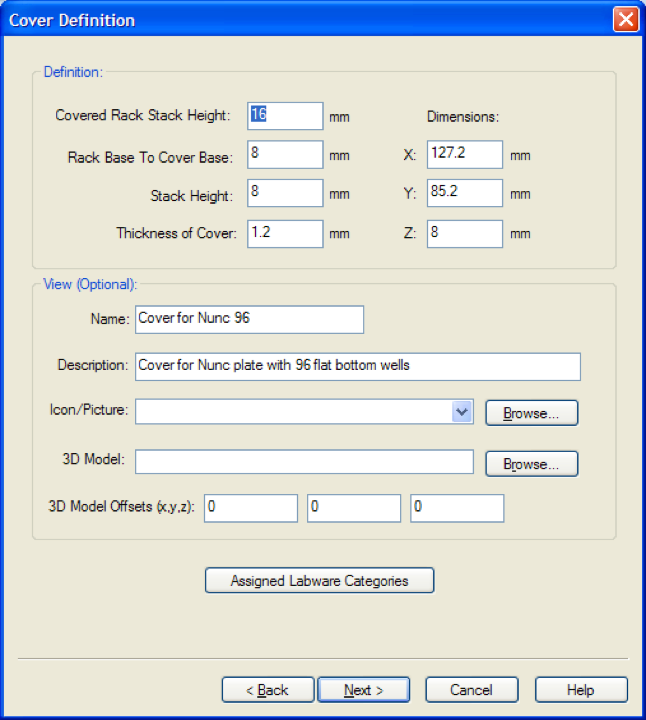 Cover Definition
Definition:
Covered Rack Stack Height: 16 mm Dimensions:
Rack Base To Cover Base: 8 mm X: 127.2 mm
Stack Height: 8 mm Y: 85.2 mm
Thickness of Cover: 1.2 mm Z: 8 mm
View (Optional):
Name: Cover for Nunc 96
Description: Cover for Nunc plate with 96 flat bottom wells
Icon/Picture: Browse...
3D Model: Browse...
3D Model Offsets (x,y,z): 0 0 0
Assigned Labware Categories
< Back Next > Cancel Help